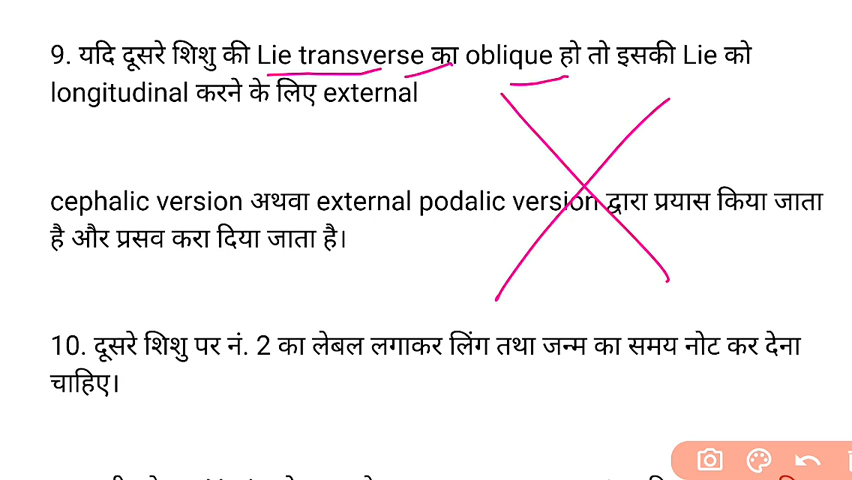 9. यदि दूसरे शिशु की Lie transverse का oblique हो तो इसकी Lie को
longitudinal करने के लिए external
cephalic version अथवा external podalic version द्वारा प्रयास किया जाता
है और प्रसव करा दिया जाता है।
10. दूसरे शिशु पर नं. 2 का लेबल लगाकर लिंग तथा जन्म का समय नोट कर देना
चाहिए।